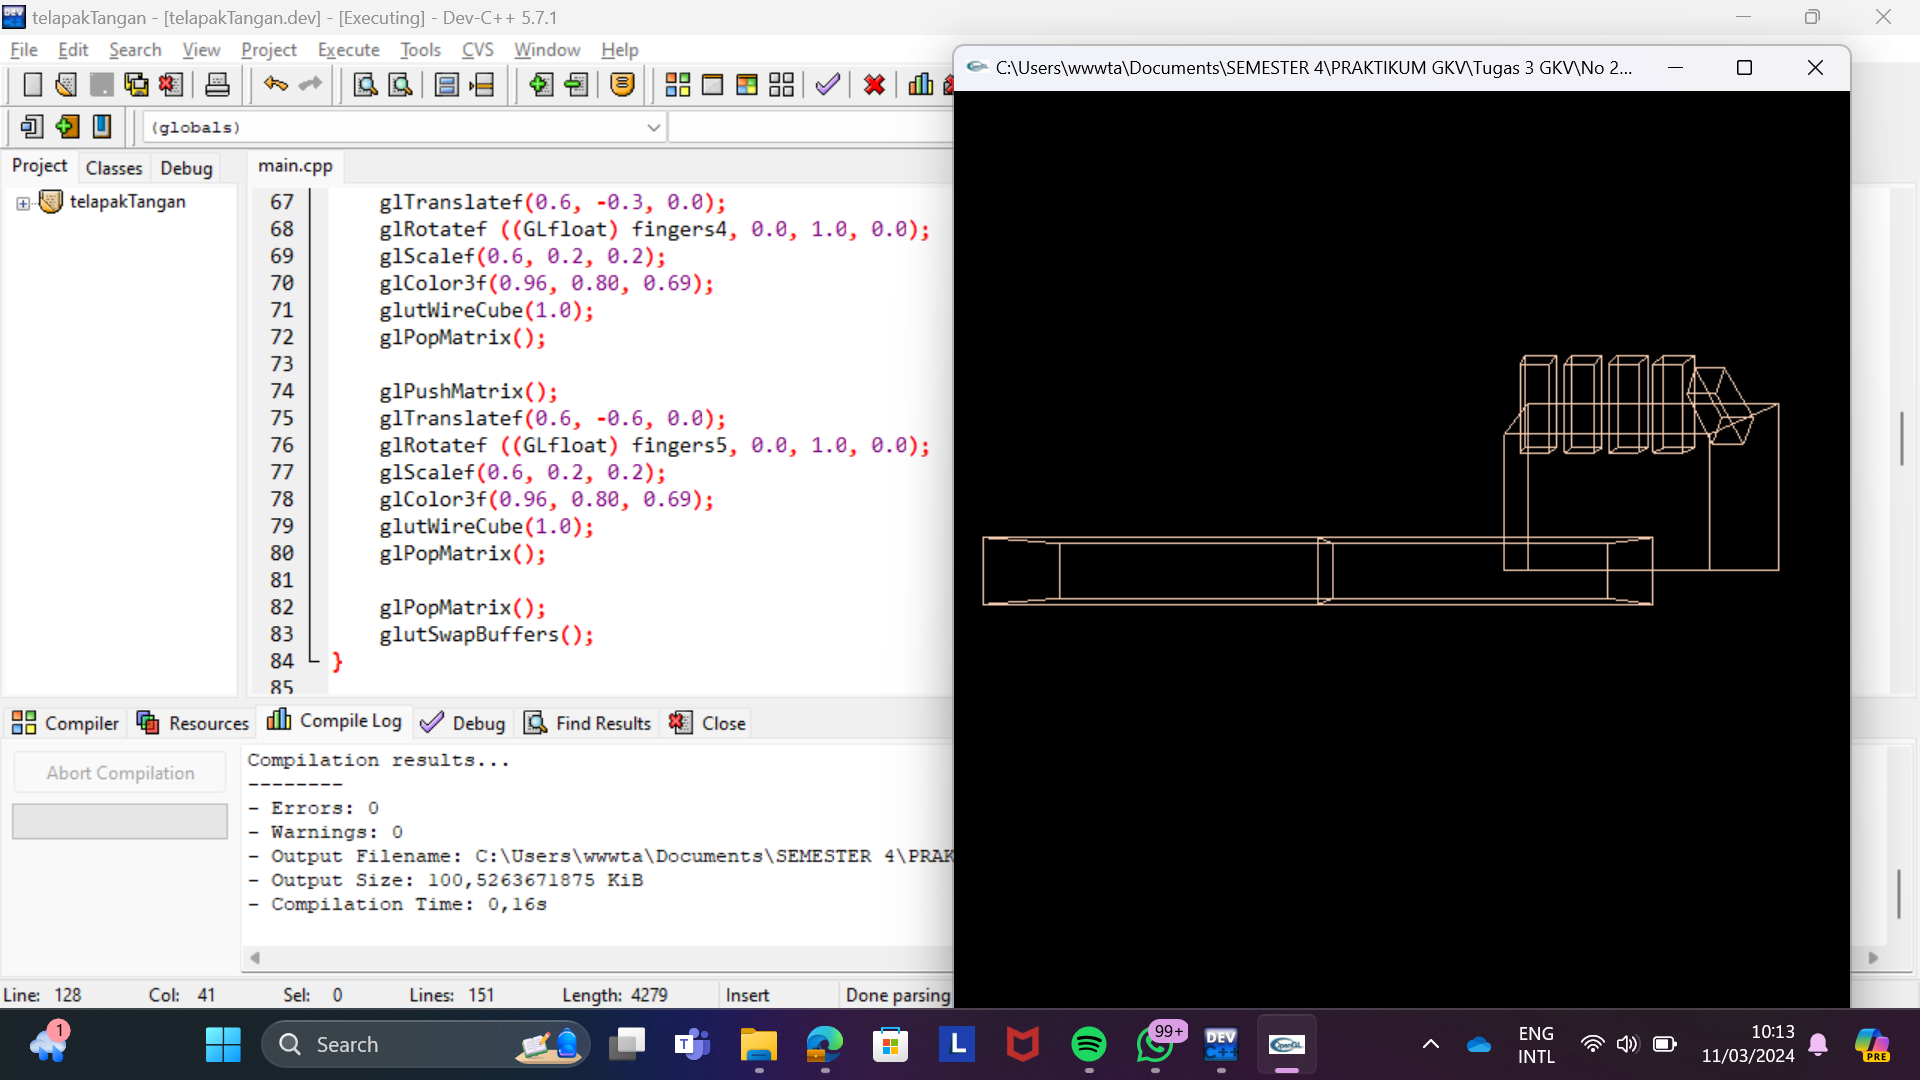 telapakTangan - [telapakTangan.dev] - [Executing] - Dev-C++ 5.7.1
File Edit Search View Project Execute Tools CVS Window Help
C:\Users\wwwta\Documents\SEMESTER 4\PRAKTIKUM GKV\Tugas 3 GKV\No 2...
(globals)
Project Classes Debug
main.cpp
telapakTangan
67 glTranslatef(0.6, -0.3, 0.0);
68 glRotatef ((GLfloat) fingers4, 0.0, 1.0, 0.0);
69 glScalef(0.6, 0.2, 0.2);
70 glColor3f(0.96, 0.80, 0.69);
71 glutWireCube(1.0);
72 glPopMatrix();
73
74 glPushMatrix();
75 glTranslatef(0.6, -0.6, 0.0);
76 glRotatef ((GLfloat) fingers5, 0.0, 1.0, 0.0);
77 glScalef(0.6, 0.2, 0.2);
78 glColor3f(0.96, 0.80, 0.69);
79 glutWireCube(1.0);
80 glPopMatrix();
81
82 glPopMatrix();
83 glutSwapBuffers();
84 }
85
Compiler Resources Compile Log Debug Find Results Close
Abort Compilation
Compilation results...
--------
- Errors: 0
- Warnings: 0
- Output Filename: C:\Users\wwwta\Documents\SEMESTER 4\PRAK
- Output Size: 100,5263671875 KiB
- Compilation Time: 0,16s
Line: 128 Col: 41 Sel: 0 Lines: 151 Length: 4279 Insert Done parsing
1
Search
T
L
99+
DEV
C++
OpenGL
ENG
INTL
10:13
11/03/2024
PRE